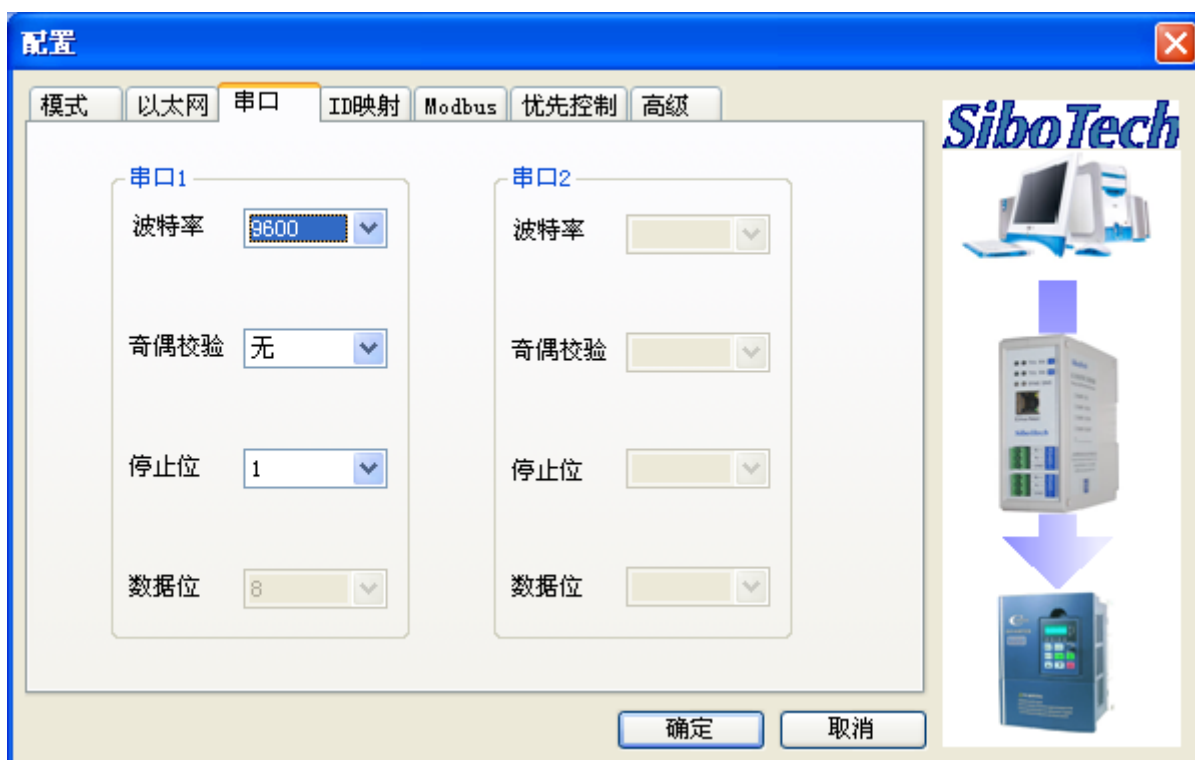 配置
模式 以太网 串口 ID映射 Modbus 优先控制 高级
SiboTech
串口1
波特率 9600
奇偶校验 无
停止位 1
数据位 8
串口2
波特率
奇偶校验
停止位
数据位
确定 取消